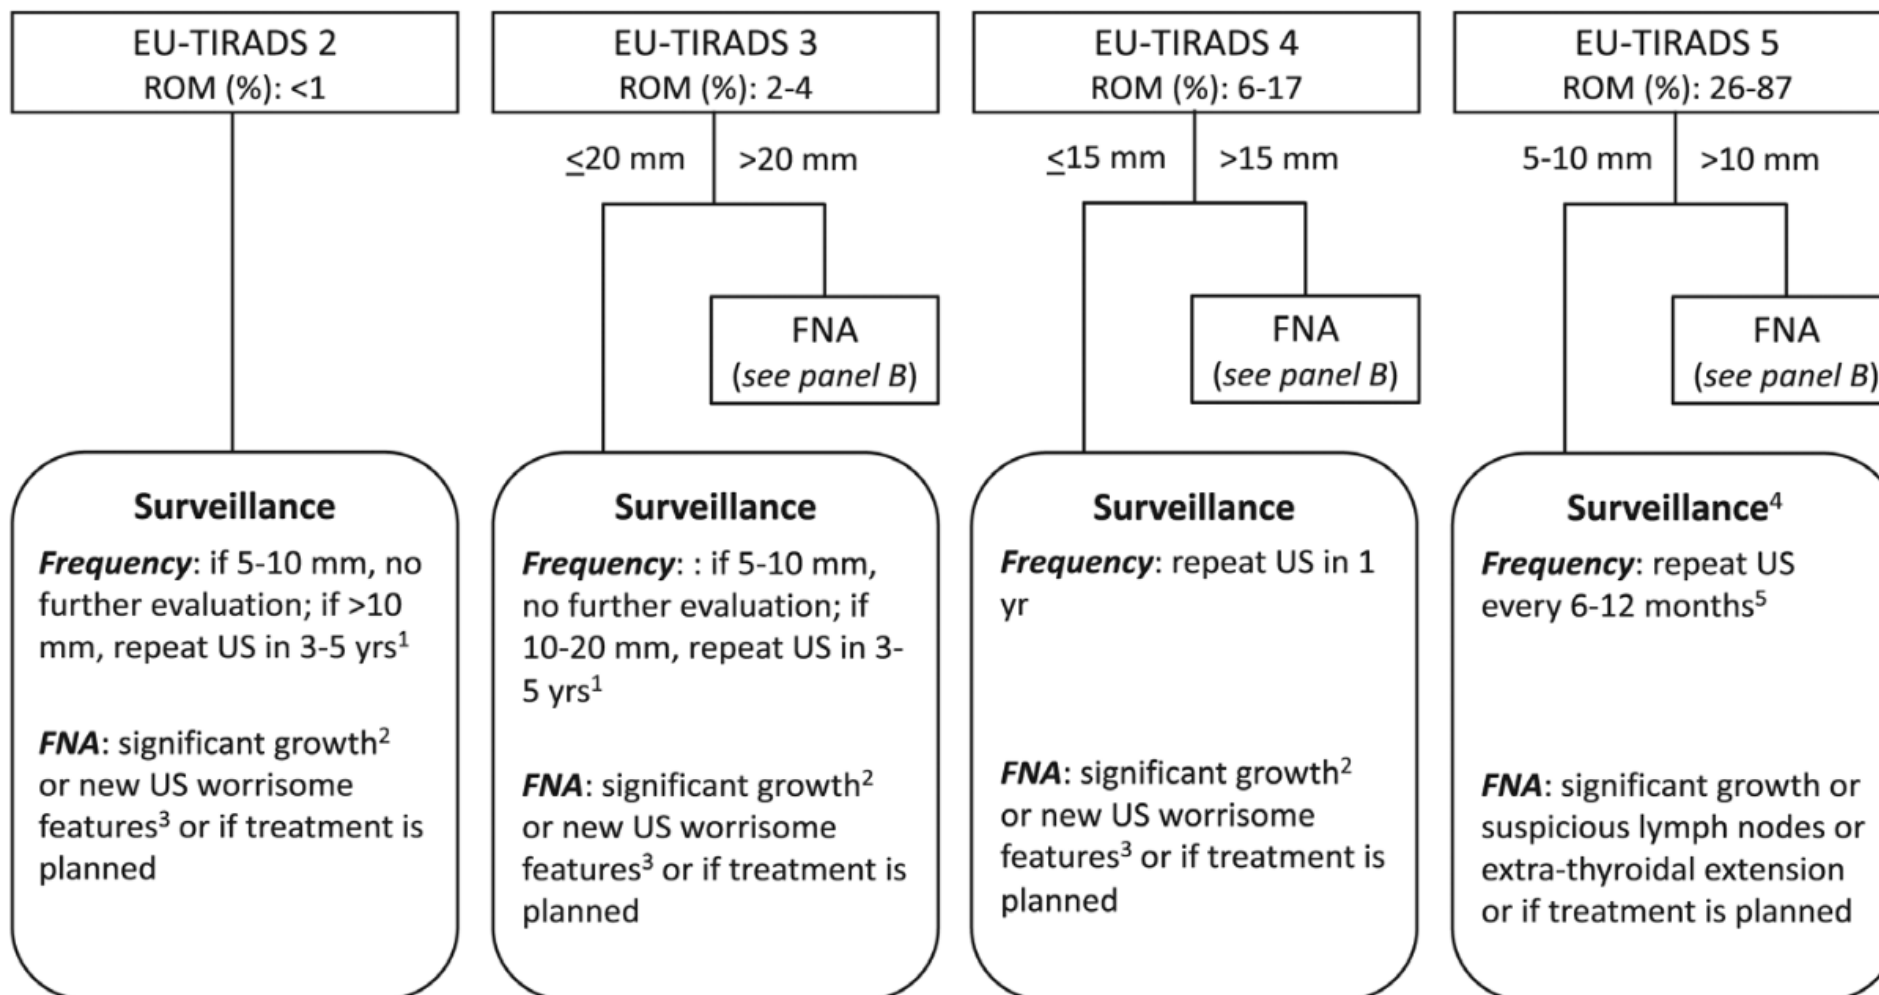 EU-TIRADS 2
ROM (%): <1
EU-TIRADS 3
ROM (%): 2-4
EU-TIRADS 4
ROM (%): 6-17
EU-TIRADS 5
ROM (%): 26-87
≤20 mm
>20 mm
≤15 mm
>15 mm
5-10 mm
>10 mm
FNA
(see panel B)
FNA
(see panel B)
FNA
(see panel B)
Surveillance
Frequency: if 5-10 mm, no
further evaluation; if >10
mm, repeat US in 3-5 yrs¹
FNA: significant growth²
or new US worrisome
features³ or if treatment is
planned
Surveillance
Frequency: : if 5-10 mm,
no further evaluation; if
10-20 mm, repeat US in 3-
5 yrs¹
FNA: significant growth²
or new US worrisome
features³ or if treatment is
planned
Surveillance
Frequency: repeat US in 1
yr
FNA: significant growth²
or new US worrisome
features³ or if treatment is
planned
Surveillance⁴
Frequency: repeat US
every 6-12 months⁵
FNA: significant growth or
suspicious lymph nodes or
extra-thyroidal extension
or if treatment is planned